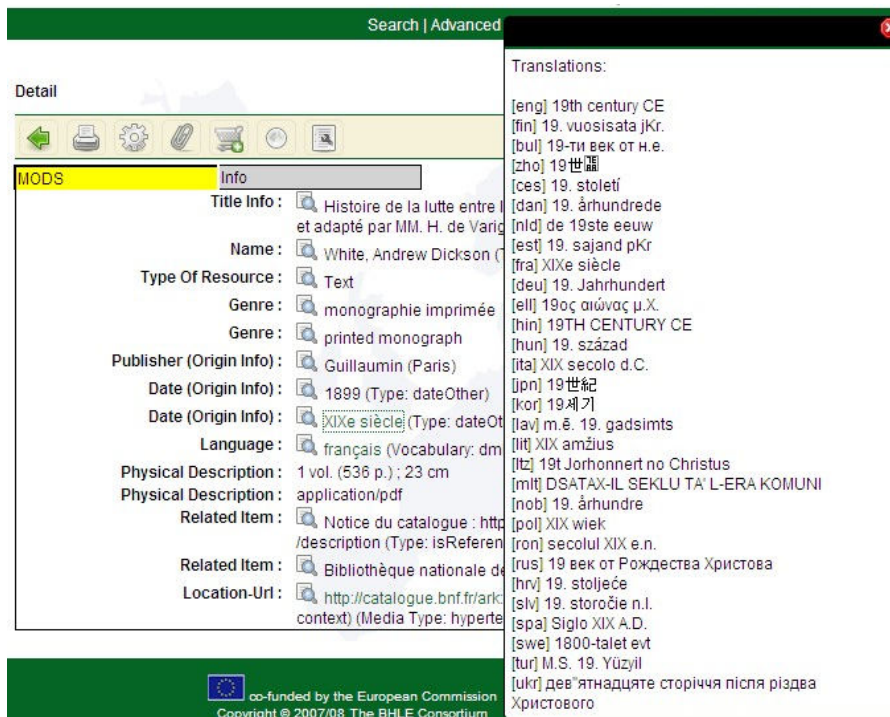 Search | Advanced
Detail
MODS
Info
Title Info : Histoire de la lutte entre
et adapté par MM. H. de Varig
Name : White, Andrew Dickson
Type Of Resource : Text
Genre : monographie imprimée
Genre : printed monograph
Publisher (Origin Info) : Guillaumin (Paris)
Date (Origin Info) : 1899 (Type: dateOther)
Date (Origin Info) : XIXe siècle (Type: dateOt
Language : français (Vocabulary: dm
Physical Description : 1 vol. (536 p.) ; 23 cm
Physical Description : application/pdf
Related Item : Notice du catalogue : http
/description (Type: isReferen
Related Item : Bibliothèque nationale de
Location-Url : http://catalogue.bnf.fr/ark:
context) (Media Type: hyperte
co-funded by the European Commission
Copyright © 2007/08 The BHLE Consortium
Translations:
[eng] 19th century CE
[fin] 19. vuosisata jKr.
[bul] 19-ти век от н.е.
[zho] 19世
[ces] 19. století
[dan] 19. århundrede
[nld] de 19ste eeuw
[est] 19. sajand pKr
[fra] XIXe siècle
[deu] 19. Jahrhundert
[ell] 19ος αιώνας μ.Χ.
[hin] 19TH CENTURY CE
[hun] 19. század
[ita] XIX secolo d.C.
[jpn] 19世紀
[kor] 19세기
[lav] m.ē. 19. gadsimts
[lit] XIX amžius
[ltz] 19t Jorhonnert no Christus
[mlt] DSATAX-IL SEKLU TA' L-ERA KOMUNI
[nob] 19. århundre
[pol] XIX wiek
[ron] secolul XIX e.n.
[rus] 19 век от Рождества Христова
[hrv] 19. stoljeće
[slv] 19. storočie n.l.
[spa] Siglo XIX A.D.
[swe] 1800-talet evt
[tur] M.S. 19. Yüzyil
[ukr] дев"ятнадцяте сторіччя після різдва
Христового